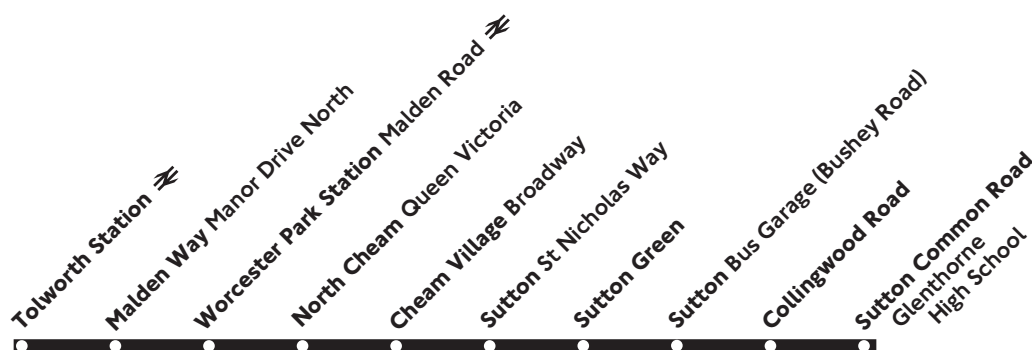 Tolworth Station
Malden Way Manor Drive North
Worcester Park Station Malden Road
North Cheam Queen Victoria
Cheam Village Broadway
Sutton St Nicholas Way
Sutton Green
Sutton Bus Garage (Bushey Road)
Collingwood Road
Sutton Common Road
Glenthorne
High School